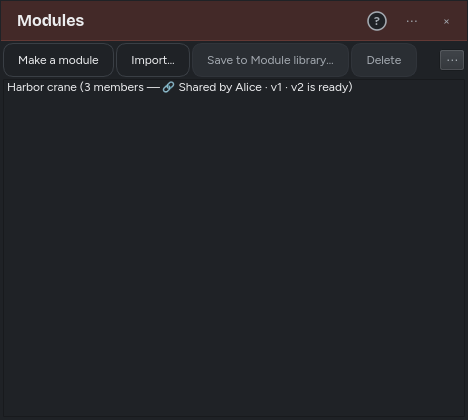 Modules
?
...
×
Make a module
Import...
Save to Module library...
Delete
...
Harbor crane (3 members — 🔗 Shared by Alice · v1 · v2 is ready)